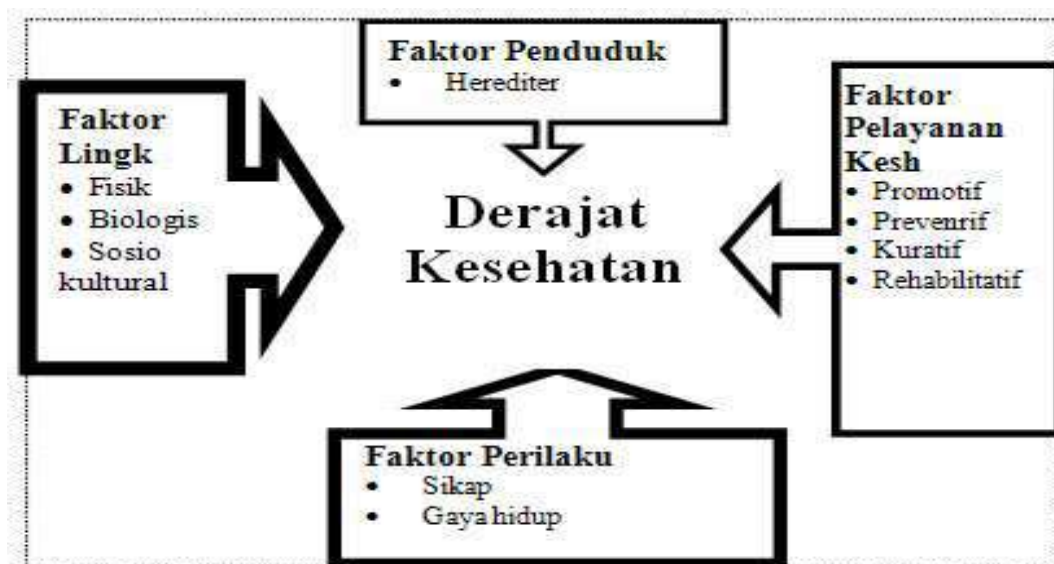 Faktor Penduduk
• Herediter
Faktor
Lingk
• Fisik
• Biologis
• Sosio
kultural
Derajat
Kesehatan
Faktor
Pelayanan
Kesh
• Promotif
• Prevenrif
• Kuratif
• Rehabilitatif
Faktor Perilaku
• Sikap
• Gaya hidup